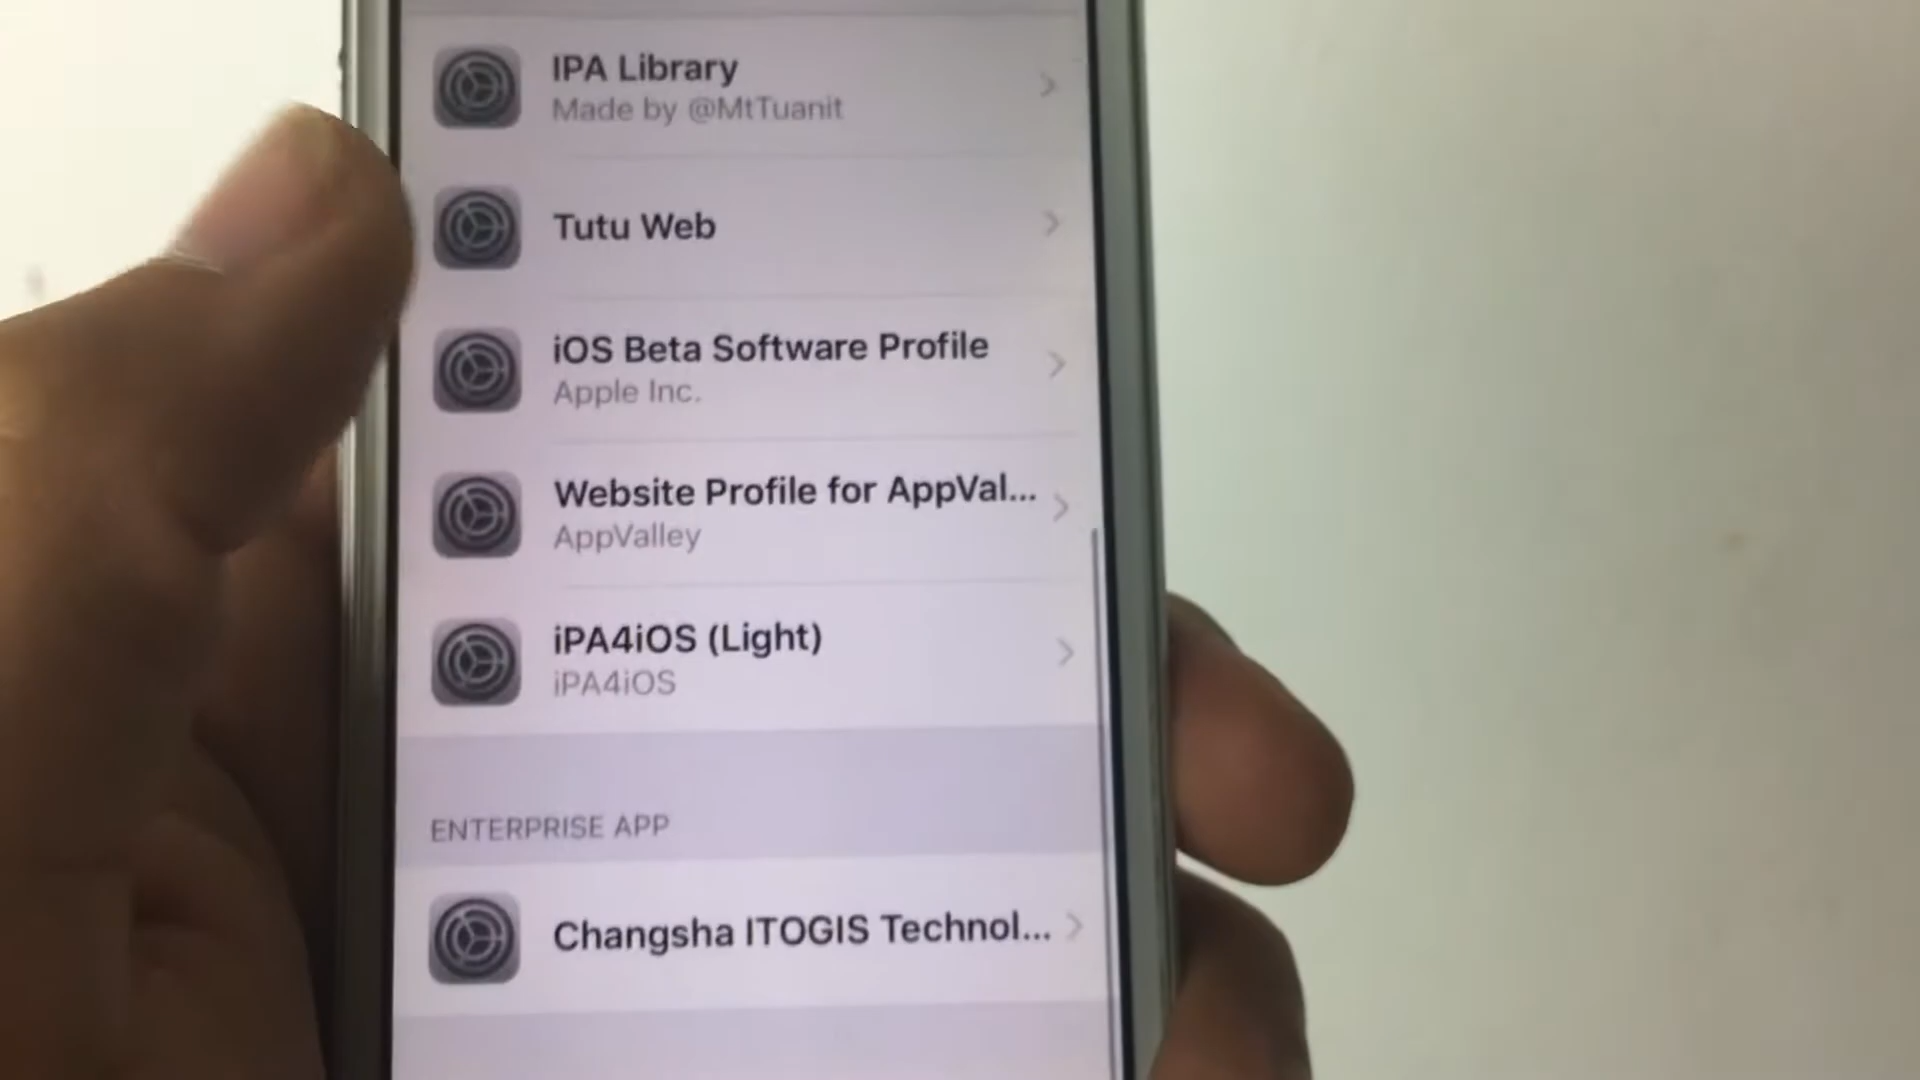 IPA Library
Made by @MtTuanit
Tutu Web
iOS Beta Software Profile
Apple Inc.
Website Profile for AppVal...
AppValley
iPA4iOS (Light)
iPA4iOS
ENTERPRISE APP
Changsha ITOGIS Technol...